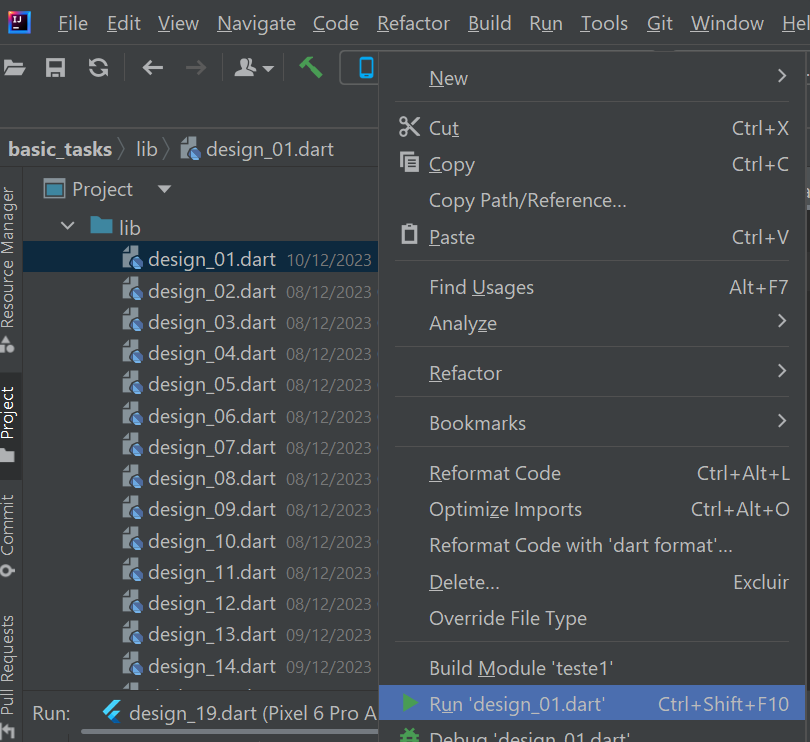 IJ
File Edit View Navigate Code Refactor Build Run Tools Git Window Hel
basic_tasks lib design_01.dart
Resource Manager
Project
Commit
Pull Requests
Project
lib
design_01.dart 10/12/2023
design_02.dart 08/12/2023
design_03.dart 08/12/2023
design_04.dart 08/12/2023
design_05.dart 08/12/2023
design_06.dart 08/12/2023
design_07.dart 08/12/2023
design_08.dart 08/12/2023
design_09.dart 08/12/2023
design_10.dart 08/12/2023
design_11.dart 08/12/2023
design_12.dart 08/12/2023
design_13.dart 09/12/2023
design_14.dart 09/12/2023
Run: design_19.dart (Pixel 6 Pro A
New
Cut Ctrl+X
Copy Ctrl+C
Copy Path/Reference...
Paste Ctrl+V
Find Usages Alt+F7
Analyze
Refactor
Bookmarks
Reformat Code Ctrl+Alt+L
Optimize Imports Ctrl+Alt+O
Reformat Code with 'dart format'...
Delete... Excluir
Override File Type
Build Module 'teste1'
Run 'design_01.dart' Ctrl+Shift+F10
Debug 'design_01.dart'